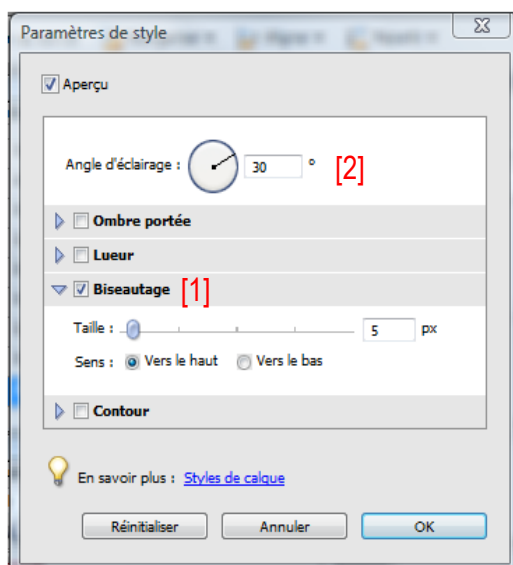 Paramètres de style
Aperçu
Angle d'éclairage : 30 ° [2]
Ombre portée
Lueur
Biseautage [1]
Taille : 5 px
Sens : Vers le haut Vers le bas
Contour
En savoir plus : Styles de calque
Réinitialiser Annuler OK